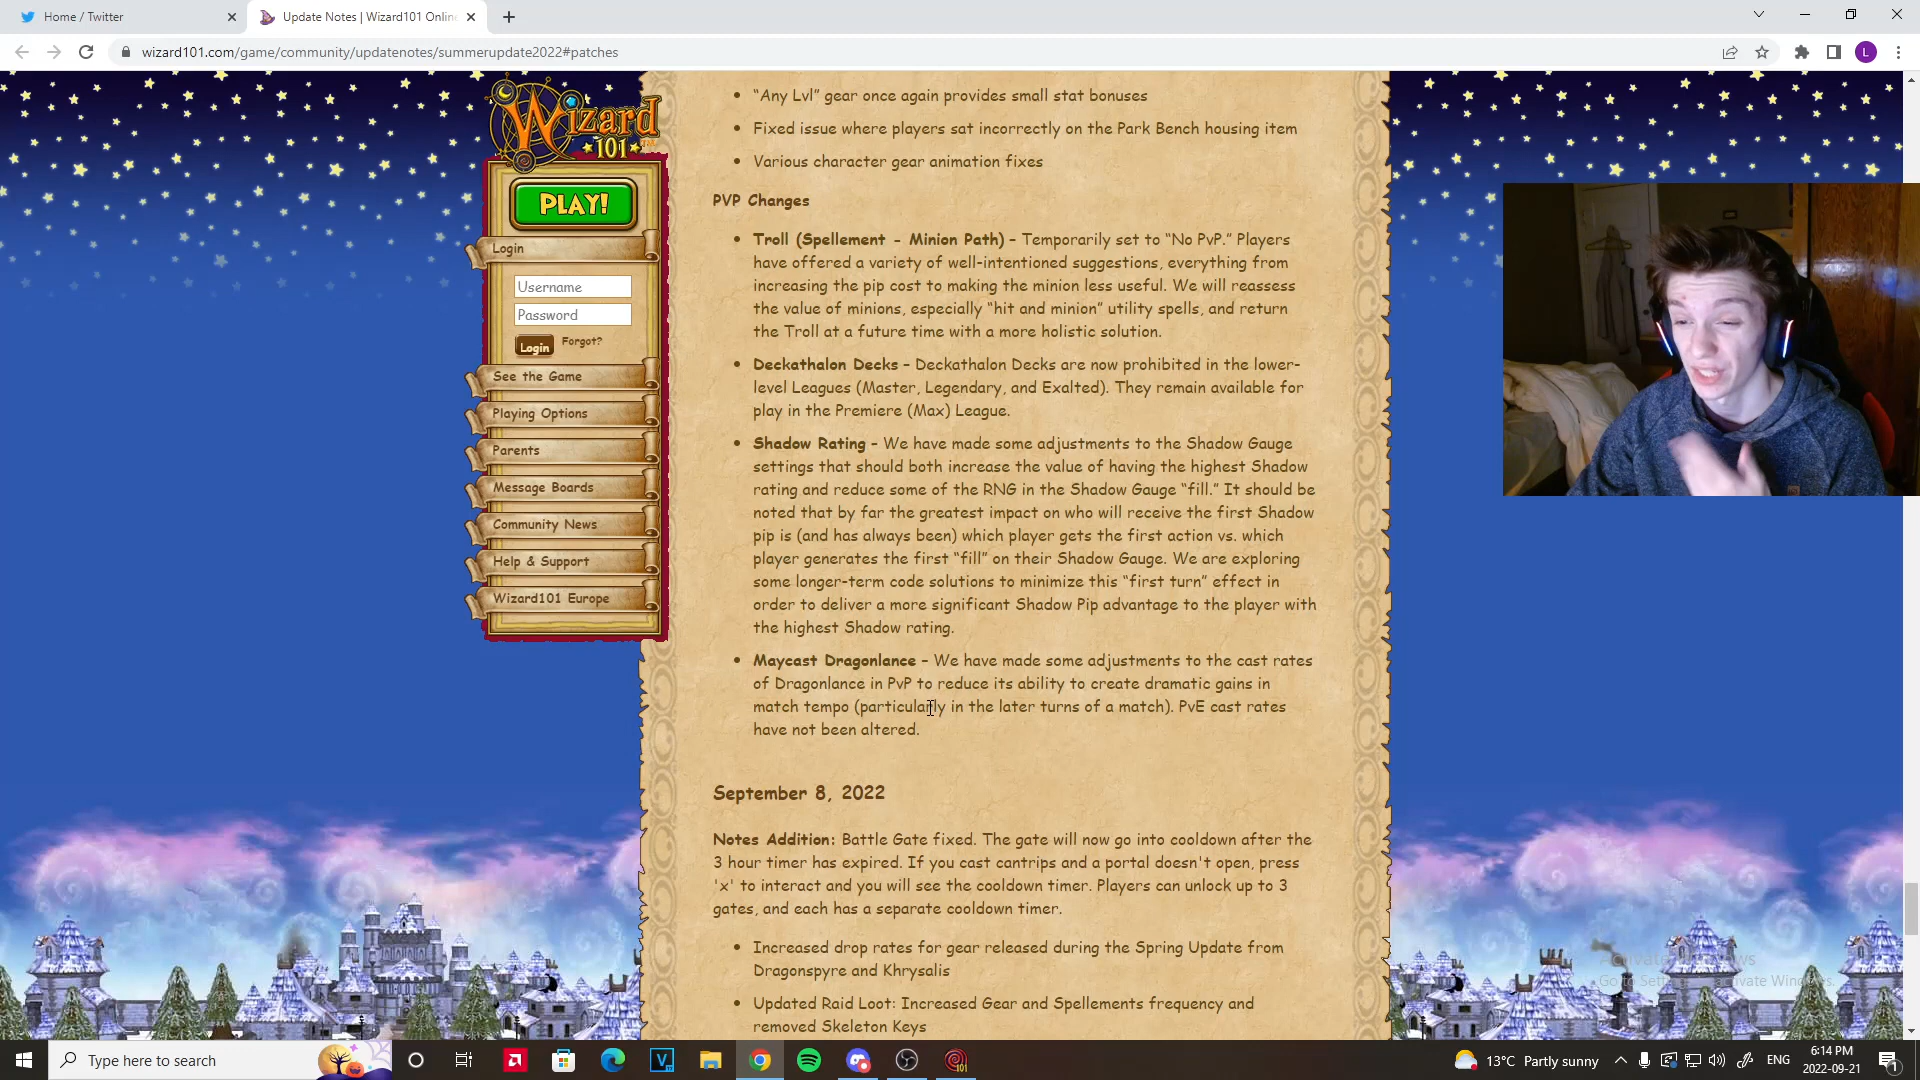 Home / Twitter
Update Notes | Wizard101 Online
wizard101.com/game/community/updatenotes/summerupdate2022#patches
L
Wizard
101
PLAY!
Login
Username
Password
Login
Forgot?
See the Game
Playing Options
Parents
Message Boards
Community News
Help & Support
Wizard101 Europe
• "Any Lvl" gear once again provides small stat bonuses
• Fixed issue where players sat incorrectly on the Park Bench housing item
• Various character gear animation fixes
PVP Changes
• Troll (Spellement - Minion Path) – Temporarily set to "No PvP." Players
have offered a variety of well-intentioned suggestions, everything from
increasing the pip cost to making the minion less useful. We will reassess
the value of minions, especially "hit and minion" utility spells, and return
the Troll at a future time with a more holistic solution.
• Deckathalon Decks – Deckathalon Decks are now prohibited in the lower-
level Leagues (Master, Legendary, and Exalted). They remain available for
play in the Premiere (Max) League.
• Shadow Rating – We have made some adjustments to the Shadow Gauge
settings that should both increase the value of having the highest Shadow
rating and reduce some of the RNG in the Shadow Gauge "fill." It should be
noted that by far the greatest impact on who will receive the first Shadow
pip is (and has always been) which player gets the first action vs. which
player generates the first "fill" on their Shadow Gauge. We are exploring
some longer-term code solutions to minimize this "first turn" effect in
order to deliver a more significant Shadow Pip advantage to the player with
the highest Shadow rating.
• Maycast Dragonlance – We have made some adjustments to the cast rates
of Dragonlance in PvP to reduce its ability to create dramatic gains in
match tempo (particularly in the later turns of a match). PvE cast rates
have not been altered.
September 8, 2022
Notes Addition: Battle Gate fixed. The gate will now go into cooldown after the
3 hour timer has expired. If you cast cantrips and a portal doesn't open, press
'x' to interact and you will see the cooldown timer. Players can unlock up to 3
gates, and each has a separate cooldown timer.
• Increased drop rates for gear released during the Spring Update from
Dragonspyre and Khrysalis
• Updated Raid Loot: Increased Gear and Spellements frequency and
removed Skeleton Keys
Type here to search
13°C Partly sunny
ENG
6:14 PM
2022-09-21
1